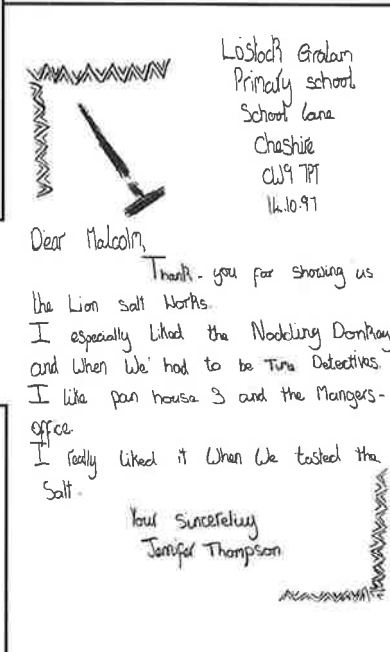 Lostock Gralam
Primary school
School lane
Cheshire
CW9 7PT
14.10.97
Dear Malcolm,
Thank-you for showing us
the Lion salt Works.
I especially liked the Nodding Donkey
and When We had to be Time Detectives.
I like pan house 3 and the Mangers-
office.
I really liked it When We tasted the
Salt.
Your Sincereliuy
Jennifer Thompson